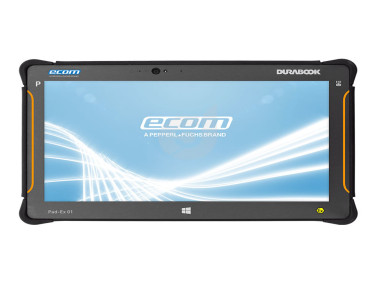 ecom
DURABOOK
P
ecom
A PEPPERL+FUCHS BRAND
Pad-Ex 01